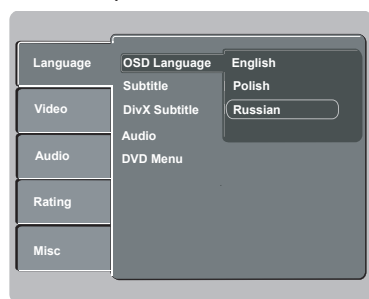 Language
Video
Audio
Rating
Misc
OSD Language
Subtitle
DivX Subtitle
Audio
DVD Menu
English
Polish
Russian